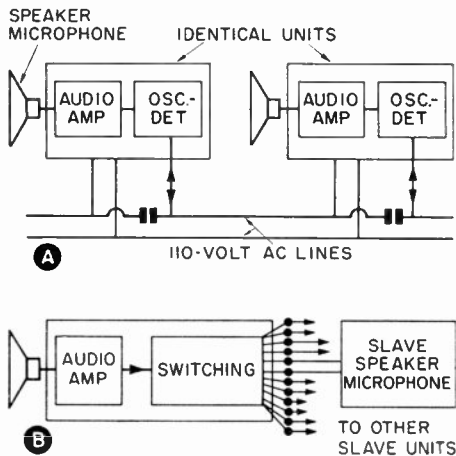 SPEAKER
MICROPHONE
IDENTICAL UNITS
AUDIO
AMP
OSC.-
DET
AUDIO
AMP
OSC.-
DET
A
110-VOLT AC LINES
AUDIO
AMP
SWITCHING
SLAVE
SPEAKER
MICROPHONE
B
TO OTHER
SLAVE UNITS